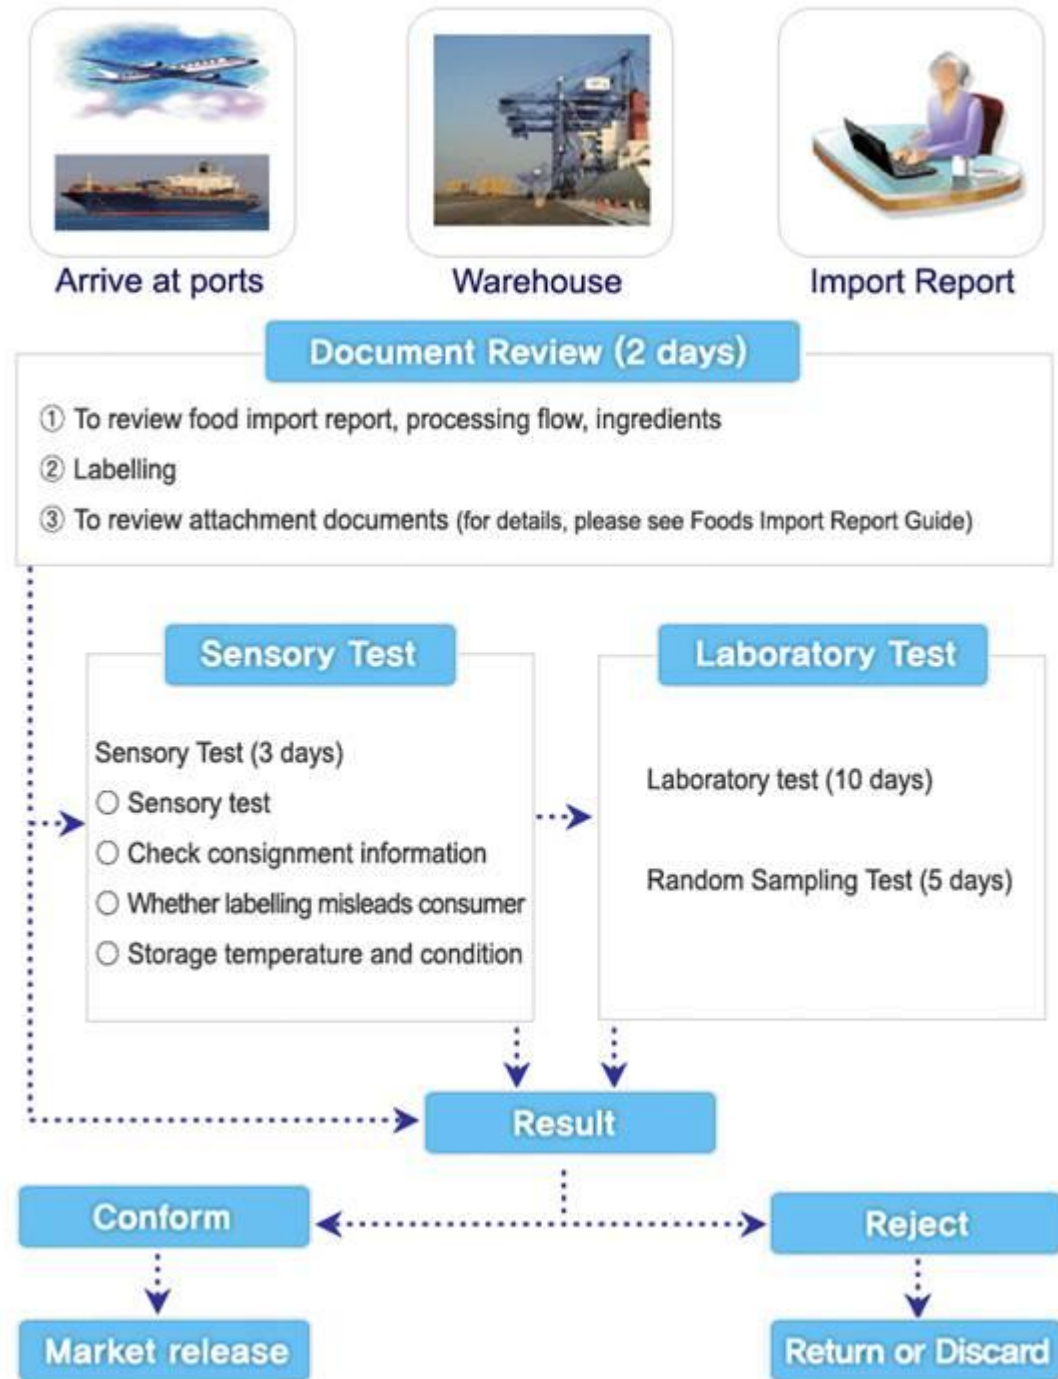 Arrive at ports
Warehouse
Import Report
Document Review (2 days)
① To review food import report, processing flow, ingredients
② Labelling
③ To review attachment documents (for details, please see Foods Import Report Guide)
Sensory Test
Laboratory Test
Sensory Test (3 days)
○ Sensory test
○ Check consignment information
○ Whether labelling misleads consumer
○ Storage temperature and condition
Laboratory test (10 days)
Random Sampling Test (5 days)
Result
Conform
Reject
Market release
Return or Discard